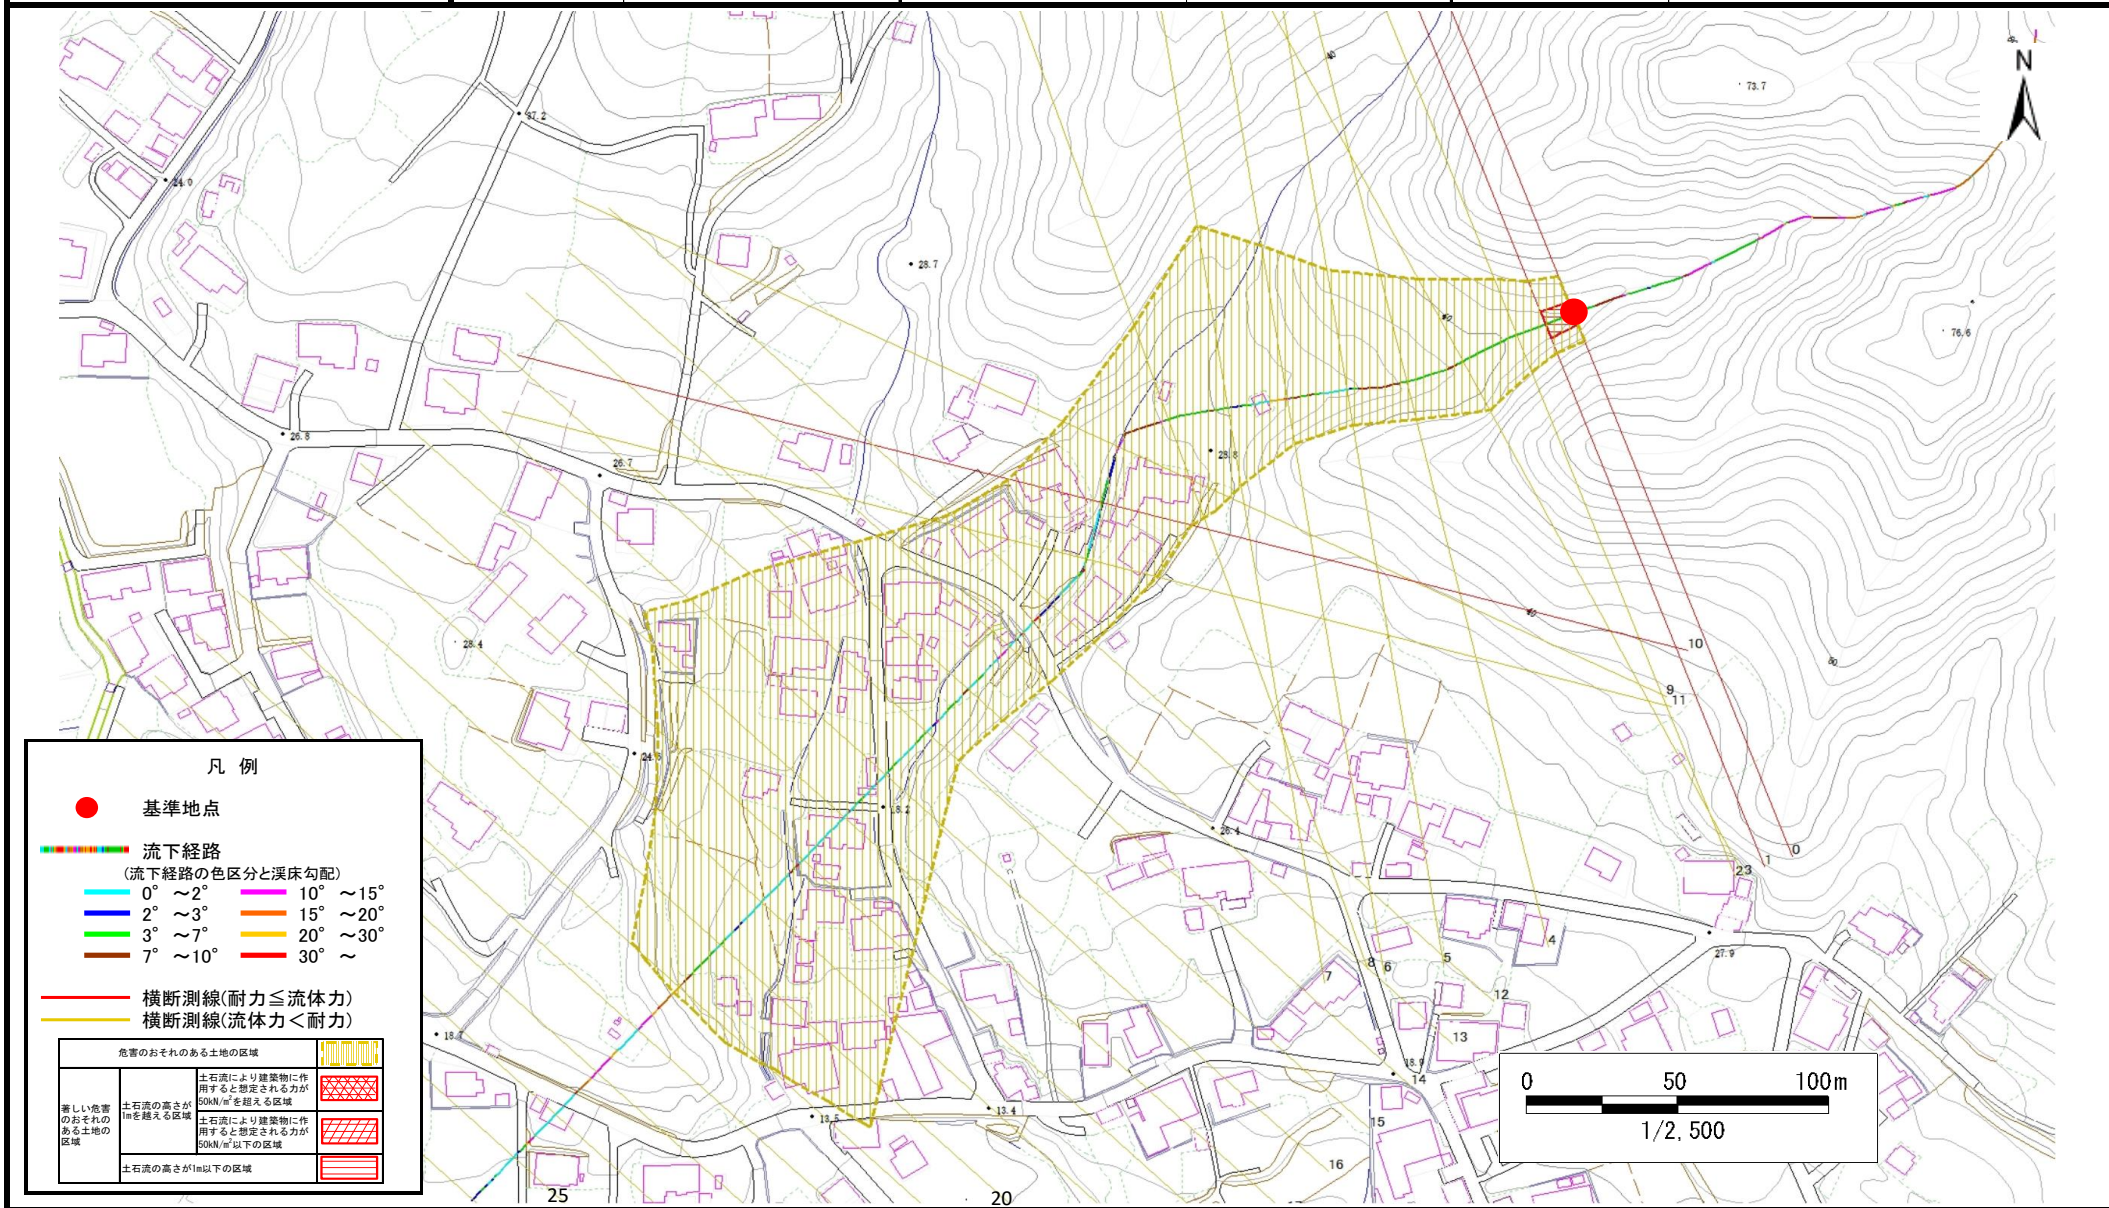 N
73.7
40
37.2
24.0
28.7
76.6
40
26.8
26.7
28.8
28.4
40
10
50
9
11
24.3
18.2
26.4
0
1
23
4
27.9
5
8
6
7
12
13
18.7
18.9
14
13.5
13.4
15
16
25
20
凡 例
基準地点
流下経路
(流下経路の色区分と渓床勾配)
0° ~2° 10° ~15°
2° ~3° 15° ~20°
3° ~7° 20° ~30°
7° ~10° 30° ~
横断測線(耐力≦流体力)
横断測線(流体力<耐力)
危害のおそれのある土地の区域
著しい危害
のおそれの
ある土地の
区域
土石流の高さが
1mを越える区域
土石流により建築物に作
用すると想定される力が
50kN/㎡を超える区域
土石流により建築物に作
用すると想定される力が
50kN/㎡以下の区域
土石流の高さが1m以下の区域
0 50 100m
1/2,500